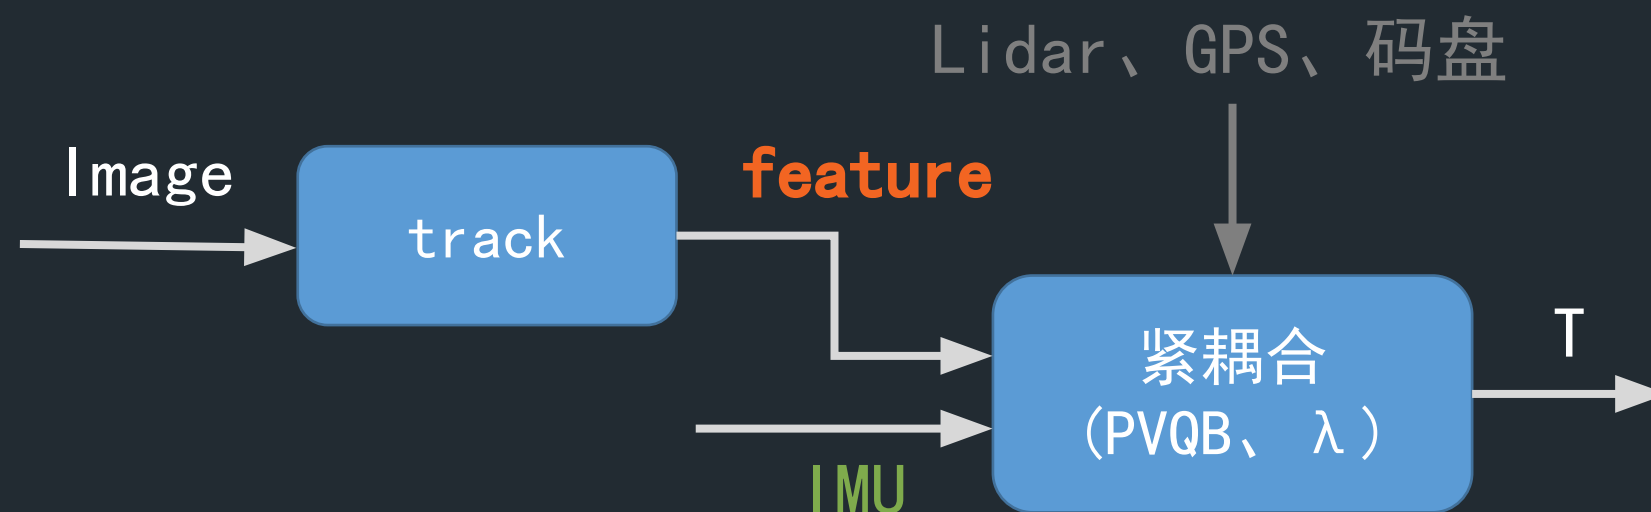 Lidar、GPS、码盘
Image
feature
track
T
紧耦合
(PVQB、λ)
IMU